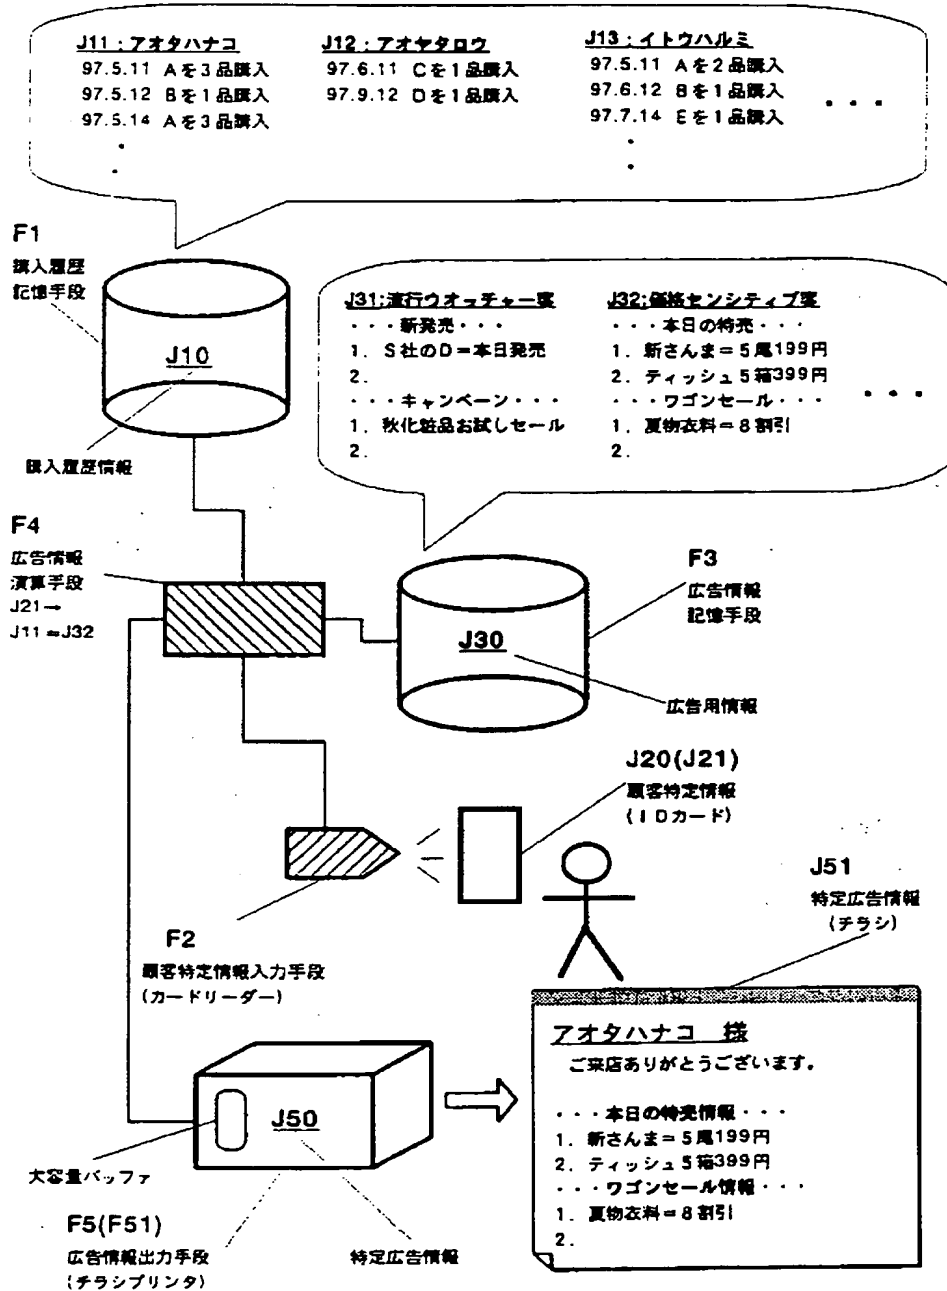 J11：アオタハナコ
97.5.11 Aを3品購入
97.5.12 Bを1品購入
97.5.14 Aを3品購入
J12：アオヤタロウ
97.6.11 Cを1品購入
97.9.12 Dを1品購入
J13：イトウハルミ
97.5.11 Aを2品購入
97.6.12 Bを1品購入
97.7.14 Eを1品購入
・・・
F1
購入履歴
記憶手段
J10
購入履歴情報
J31:流行ウオッチャー客
・・・新発売・・・
1. S社のD＝本日発売
2.
・・・キャンペーン・・・
1. 秋化粧品お試しセール
2.
J32:価格センシティブ客
・・・本日の特売・・・
1. 新さんま＝5尾199円
2. ティッシュ5箱399円
・・・ワゴンセール・・・
1. 夏物衣料＝8割引
2.
・・・
F4
広告情報
演算手段
J21→
J11＝J32
F3
広告情報
記憶手段
J30
広告用情報
J20(J21)
顧客特定情報
(IDカード)
F2
顧客特定情報入力手段
(カードリーダー)
J51
特定広告情報
(チラシ)
アオタハナコ 様
ご来店ありがとうございます。
・・・本日の特売情報・・・
1. 新さんま＝5尾199円
2. ティッシュ5箱399円
・・・ワゴンセール情報・・・
1. 夏物衣料＝8割引
2.
J50
大容量バッファ
F5(F51)
広告情報出力手段
(チラシプリンタ)
特定広告情報